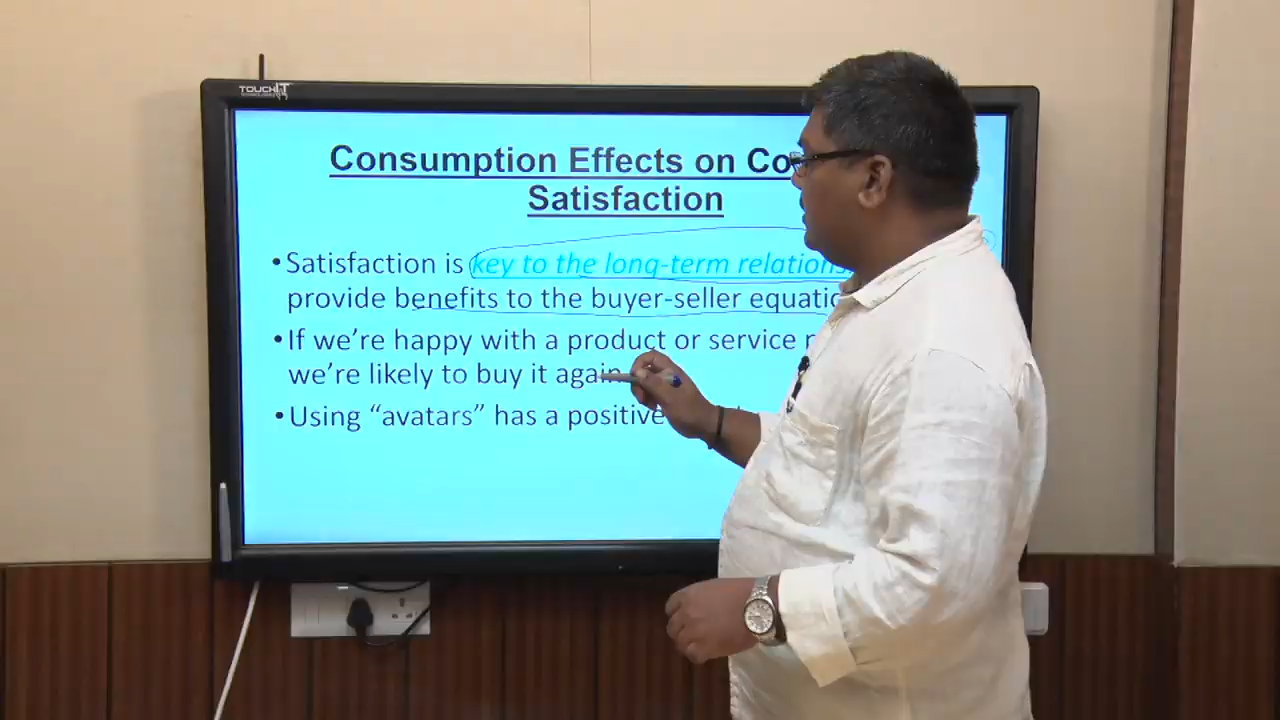 TOUCHIT
Consumption Effects on Co
Satisfaction
•Satisfaction is key to the long-term relations
provide benefits to the buyer-seller equatio
•If we're happy with a product or service
we're likely to buy it again
•Using “avatars” has a positive